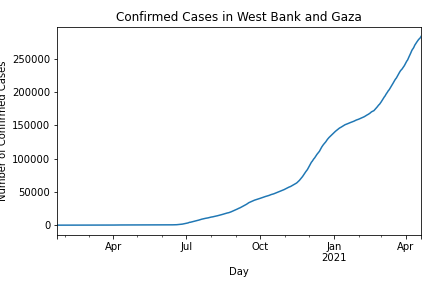 Confirmed Cases in West Bank and Gaza
Number of Confirmed Cases
250000
200000
150000
100000
50000
0
Apr
Jul
Oct
Jan
2021
Apr
Day